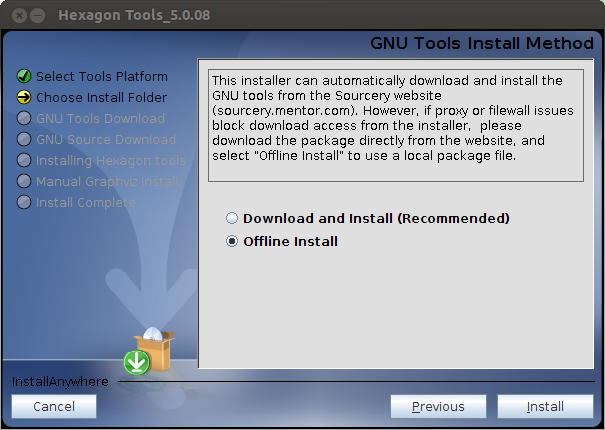 Hexagon Tools_5.0.08
GNU Tools Install Method
Select Tools Platform
Choose Install Folder
GNU Tools Download
GNU Source Download
Installing Hexagon tools
Manual Graphviz Install
Install Complete
This installer can automatically download and install the
GNU tools from the Sourcery website
(sourcery.mentor.com). However, if proxy or filewall issues
block download access from the installer,  please
download the package directly from the website, and
select "Offline Install" to use a local package file.
Download and Install (Recommended)
Offline Install
InstallAnywhere
Cancel
Previous
Install